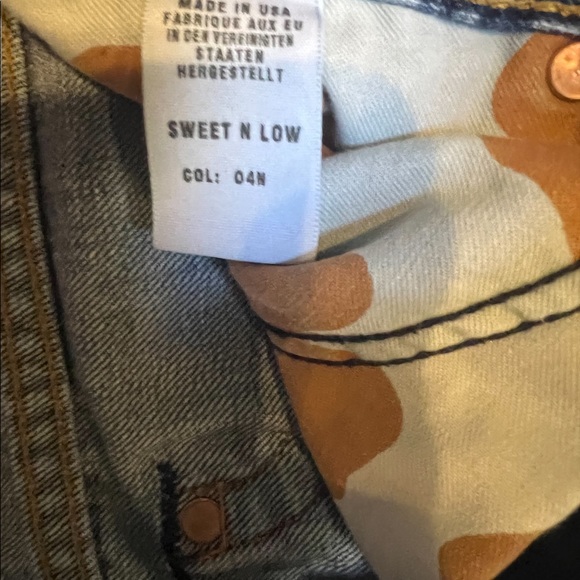 MADE IN USA
FABRIQUE AUX EU
IN DEN VEREINIGTEN
STAATEN
HERGESTELLT
SWEET N LOW
COL: 04N